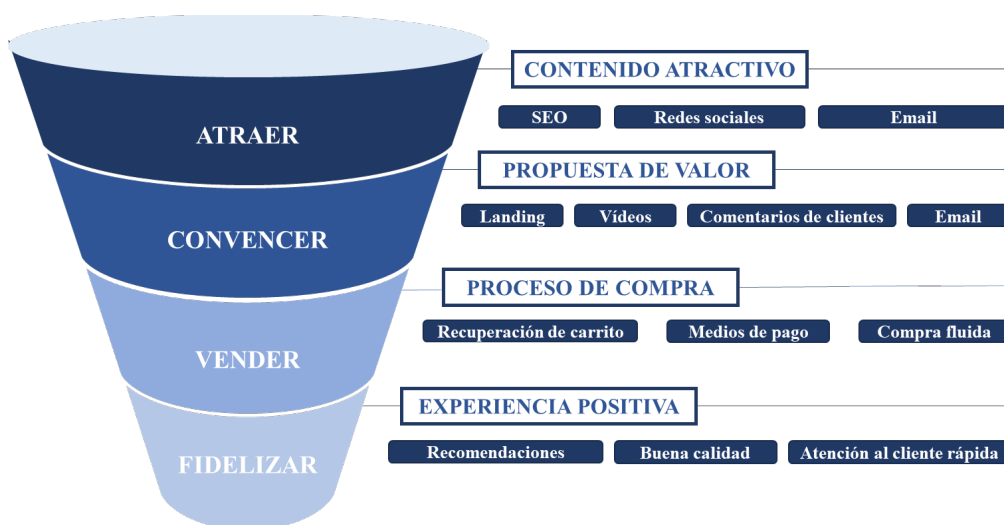 CONTENIDO ATRACTIVO
SEO
Redes sociales
Email
ATRAER
PROPUESTA DE VALOR
Landing
Vídeos
Comentarios de clientes
Email
CONVENCER
PROCESO DE COMPRA
Recuperación de carrito
Medios de pago
Compra fluida
VENDER
EXPERIENCIA POSITIVA
Recomendaciones
Buena calidad
Atención al cliente rápida
FIDELIZAR